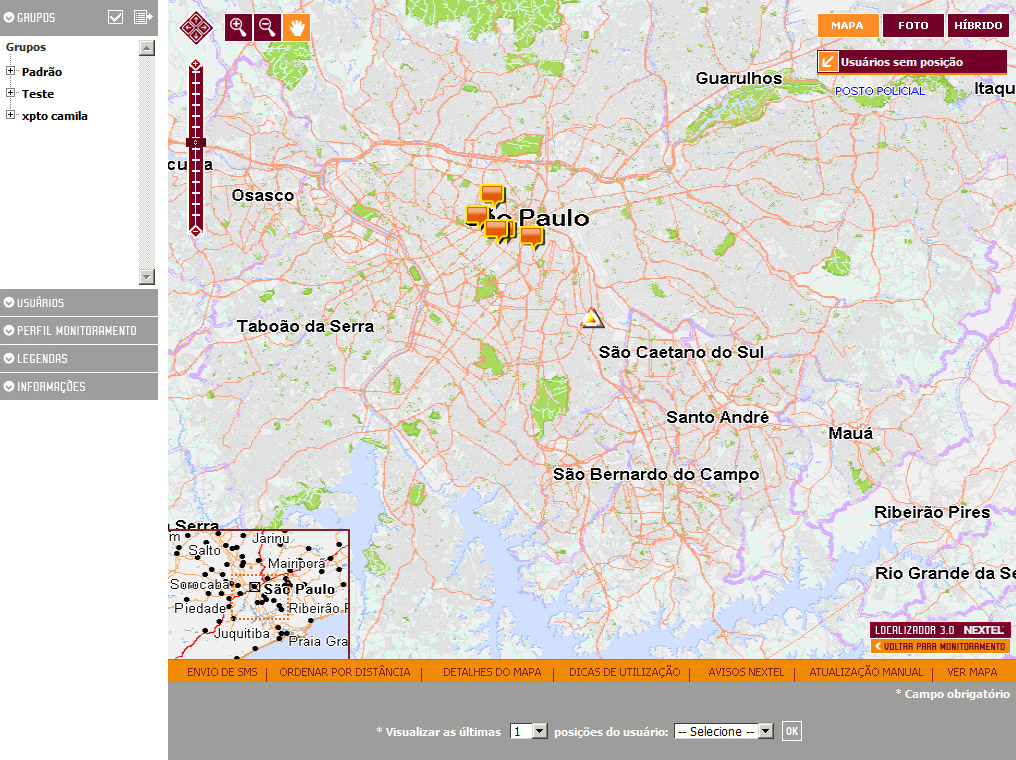 GRUPOS
Grupos
Padrão
Teste
xpto camila
USUÁRIOS
PERFIL MONITORAMENTO
LEGENDAS
INFORMAÇÕES
MAPA
FOTO
HÍBRIDO
Usuários sem posição
POSTO POLICIAL
Guarulhos
Itaqu
Osasco
Paulo
Taboão da Serra
São Caetano do Sul
Santo André
Mauá
São Bernardo do Campo
Ribeirão Pires
Serra
Rio Grande da Se
Jarinu
Salto
Mairiporã
Sorocaba
São Paulo
Piedade
Ribeirão P
Juquitiba
Praia Gra
LOCALIZADOR 3.0 NEXTEL
VOLTAR PARA MONITORAMENTO
ENVIO DE SMS | ORDENAR POR DISTÂNCIA | DETALHES DO MAPA | DICAS DE UTILIZAÇÃO | AVISOS NEXTEL | ATUALIZAÇÃO MANUAL | VER MAPA
* Campo obrigatório
* Visualizar as últimas 1 posições do usuário: -- Selecione -- OK